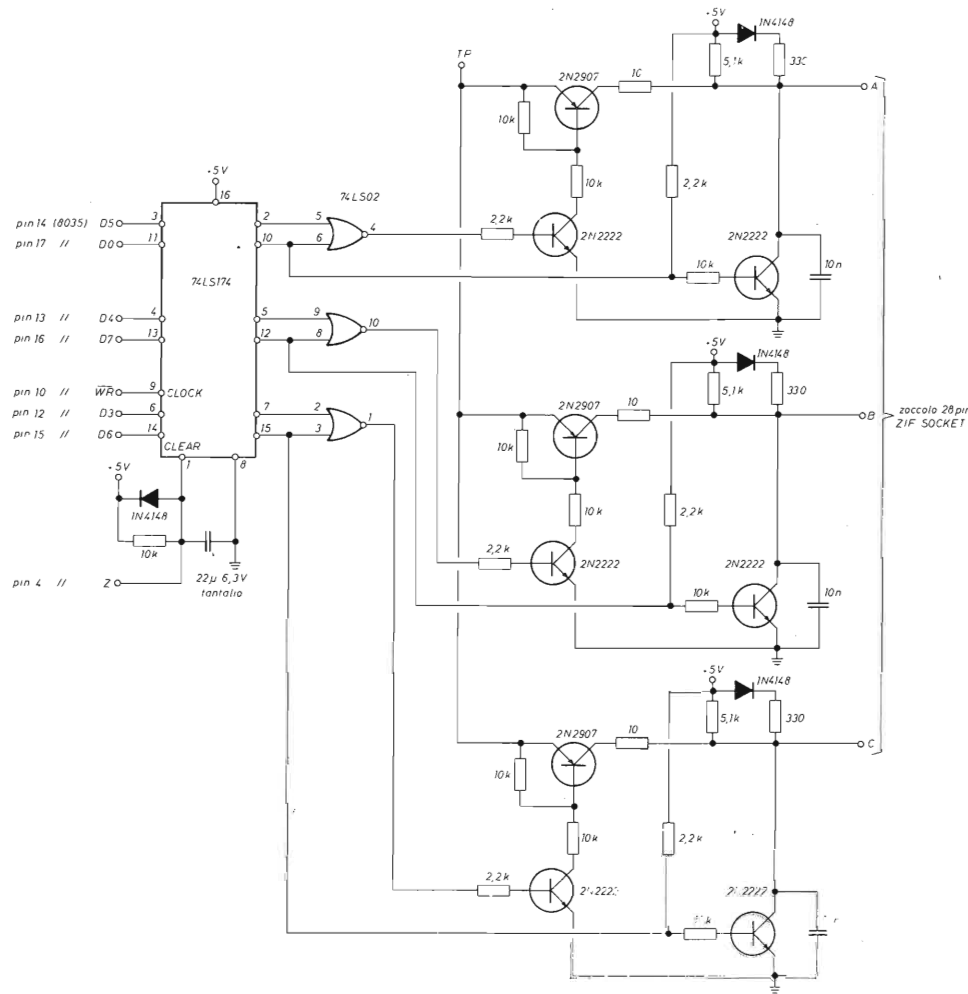 +5V
1N4148
5,1k
TP
2N2907
10
A
10k
10k
2,2k
+5V
16
74LS02
pin 14 (8035) D5 3
2
5
4
2,2k
2N2222
pin 17 // D0 11
10
6
2N2222
10k
10n
74LS174
pin 13 // D4 4
5
9
10
pin 16 // D7 13
12
8
+5V
1N4148
5,1k
330
pin 10 // WR 9 CLOCK
2N2907
10
B
zoccolo 28 pin
ZIF SOCKET
pin 12 // D3 6
7
2
1
pin 15 // D6 14
15
3
CLEAR
1
8
10k
10k
2,2k
+5V
1N4148
10k
22µ 6,3V
tantalio
pin 4 // Z
2,2k
2N2222
2N2222
10k
10n
+5V
1N4148
5,1k
330
2N2907
10
C
10k
10k
2,2k
2,2k